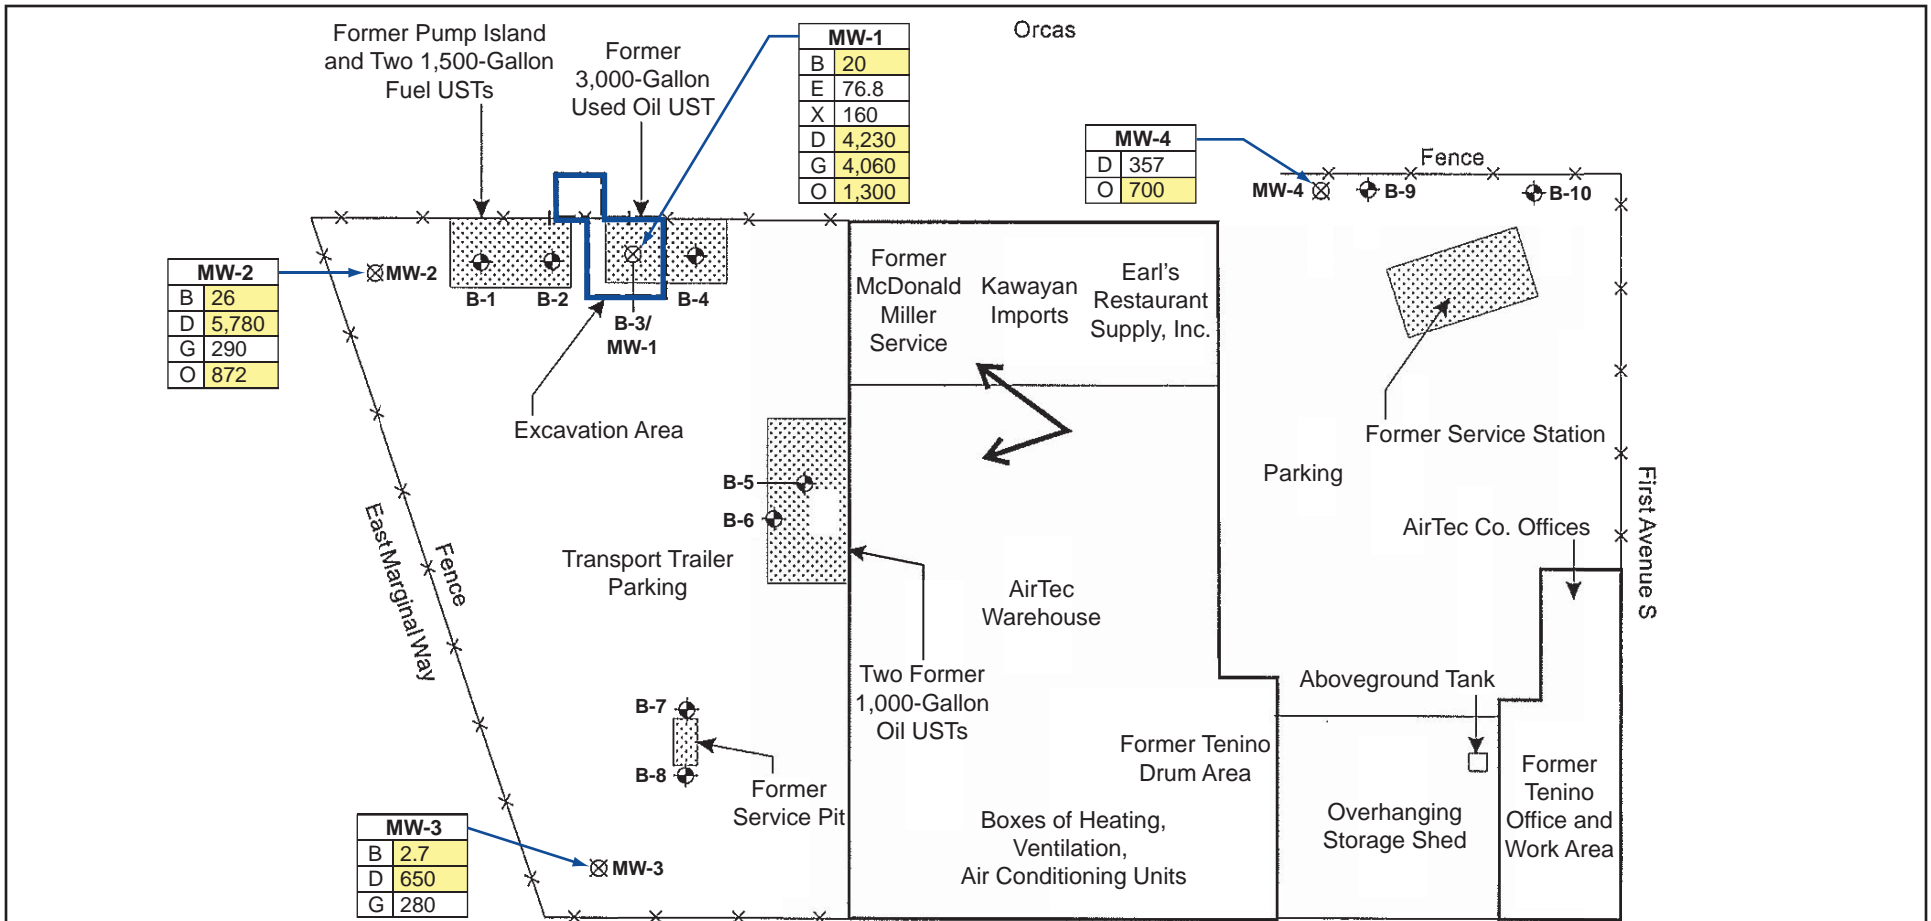 Orcas
Former Pump Island
and Two 1,500-Gallon
Fuel USTs
Former
3,000-Gallon
Used Oil UST
MW-1
B 20
E 76.8
X 160
D 4,230
G 4,060
O 1,300
MW-4
D 357
O 700
Fence
MW-4
B-9
B-10
MW-2
B 26
D 5,780
G 290
O 872
MW-2
B-1
B-2
B-3/
MW-1
B-4
Excavation Area
Former
McDonald
Miller
Service
Kawayan
Imports
Earl's
Restaurant
Supply, Inc.
Former Service Station
Parking
First Avenue S
B-5
B-6
East Marginal Way
Fence
Transport Trailer
Parking
AirTec
Warehouse
AirTec Co. Offices
Two Former
1,000-Gallon
Oil USTs
Aboveground Tank
B-7
B-8
Former
Service Pit
Former Tenino
Drum Area
Former
Tenino
Office and
Work Area
Overhanging
Storage Shed
Boxes of Heating,
Ventilation,
Air Conditioning Units
MW-3
B 2.7
D 650
G 280
MW-3